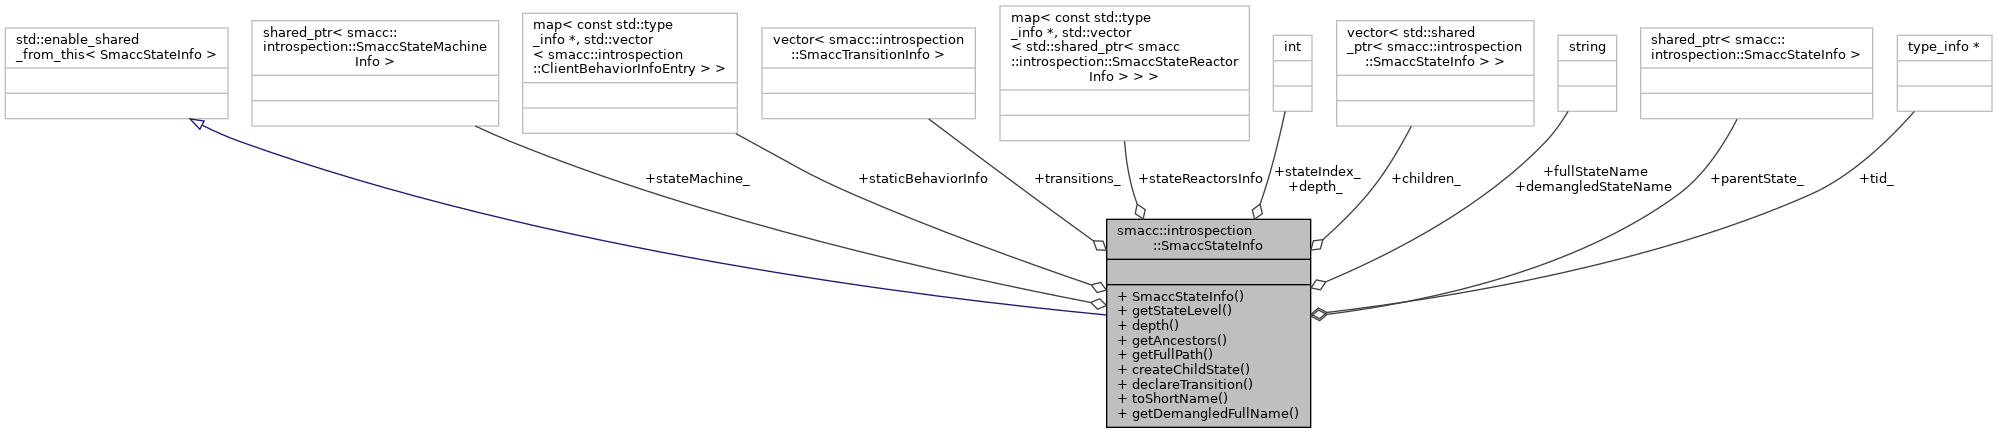 std::enable_shared
_from_this< SmaccStateInfo >
shared_ptr< smacc::
introspection::SmaccStateMachine
Info >
map< const std::type
_info *, std::vector
< smacc::introspection
::ClientBehaviorInfoEntry > >
vector< smacc::introspection
::SmaccTransitionInfo >
map< const std::type
_info *, std::vector
< std::shared_ptr< smacc
::introspection::SmaccStateReactor
Info > > >
int
vector< std::shared
_ptr< smacc::introspection
::SmaccStateInfo > >
string
shared_ptr< smacc::
introspection::SmaccStateInfo >
type_info *
+stateMachine_
+staticBehaviorInfo
+transitions_
+stateReactorsInfo
+stateIndex_
+depth_
+children_
+fullStateName
+demangledStateName
+parentState_
+tid_
smacc::introspection
::SmaccStateInfo
+ SmaccStateInfo()
+ getStateLevel()
+ depth()
+ getAncestors()
+ getFullPath()
+ createChildState()
+ declareTransition()
+ toShortName()
+ getDemangledFullName()